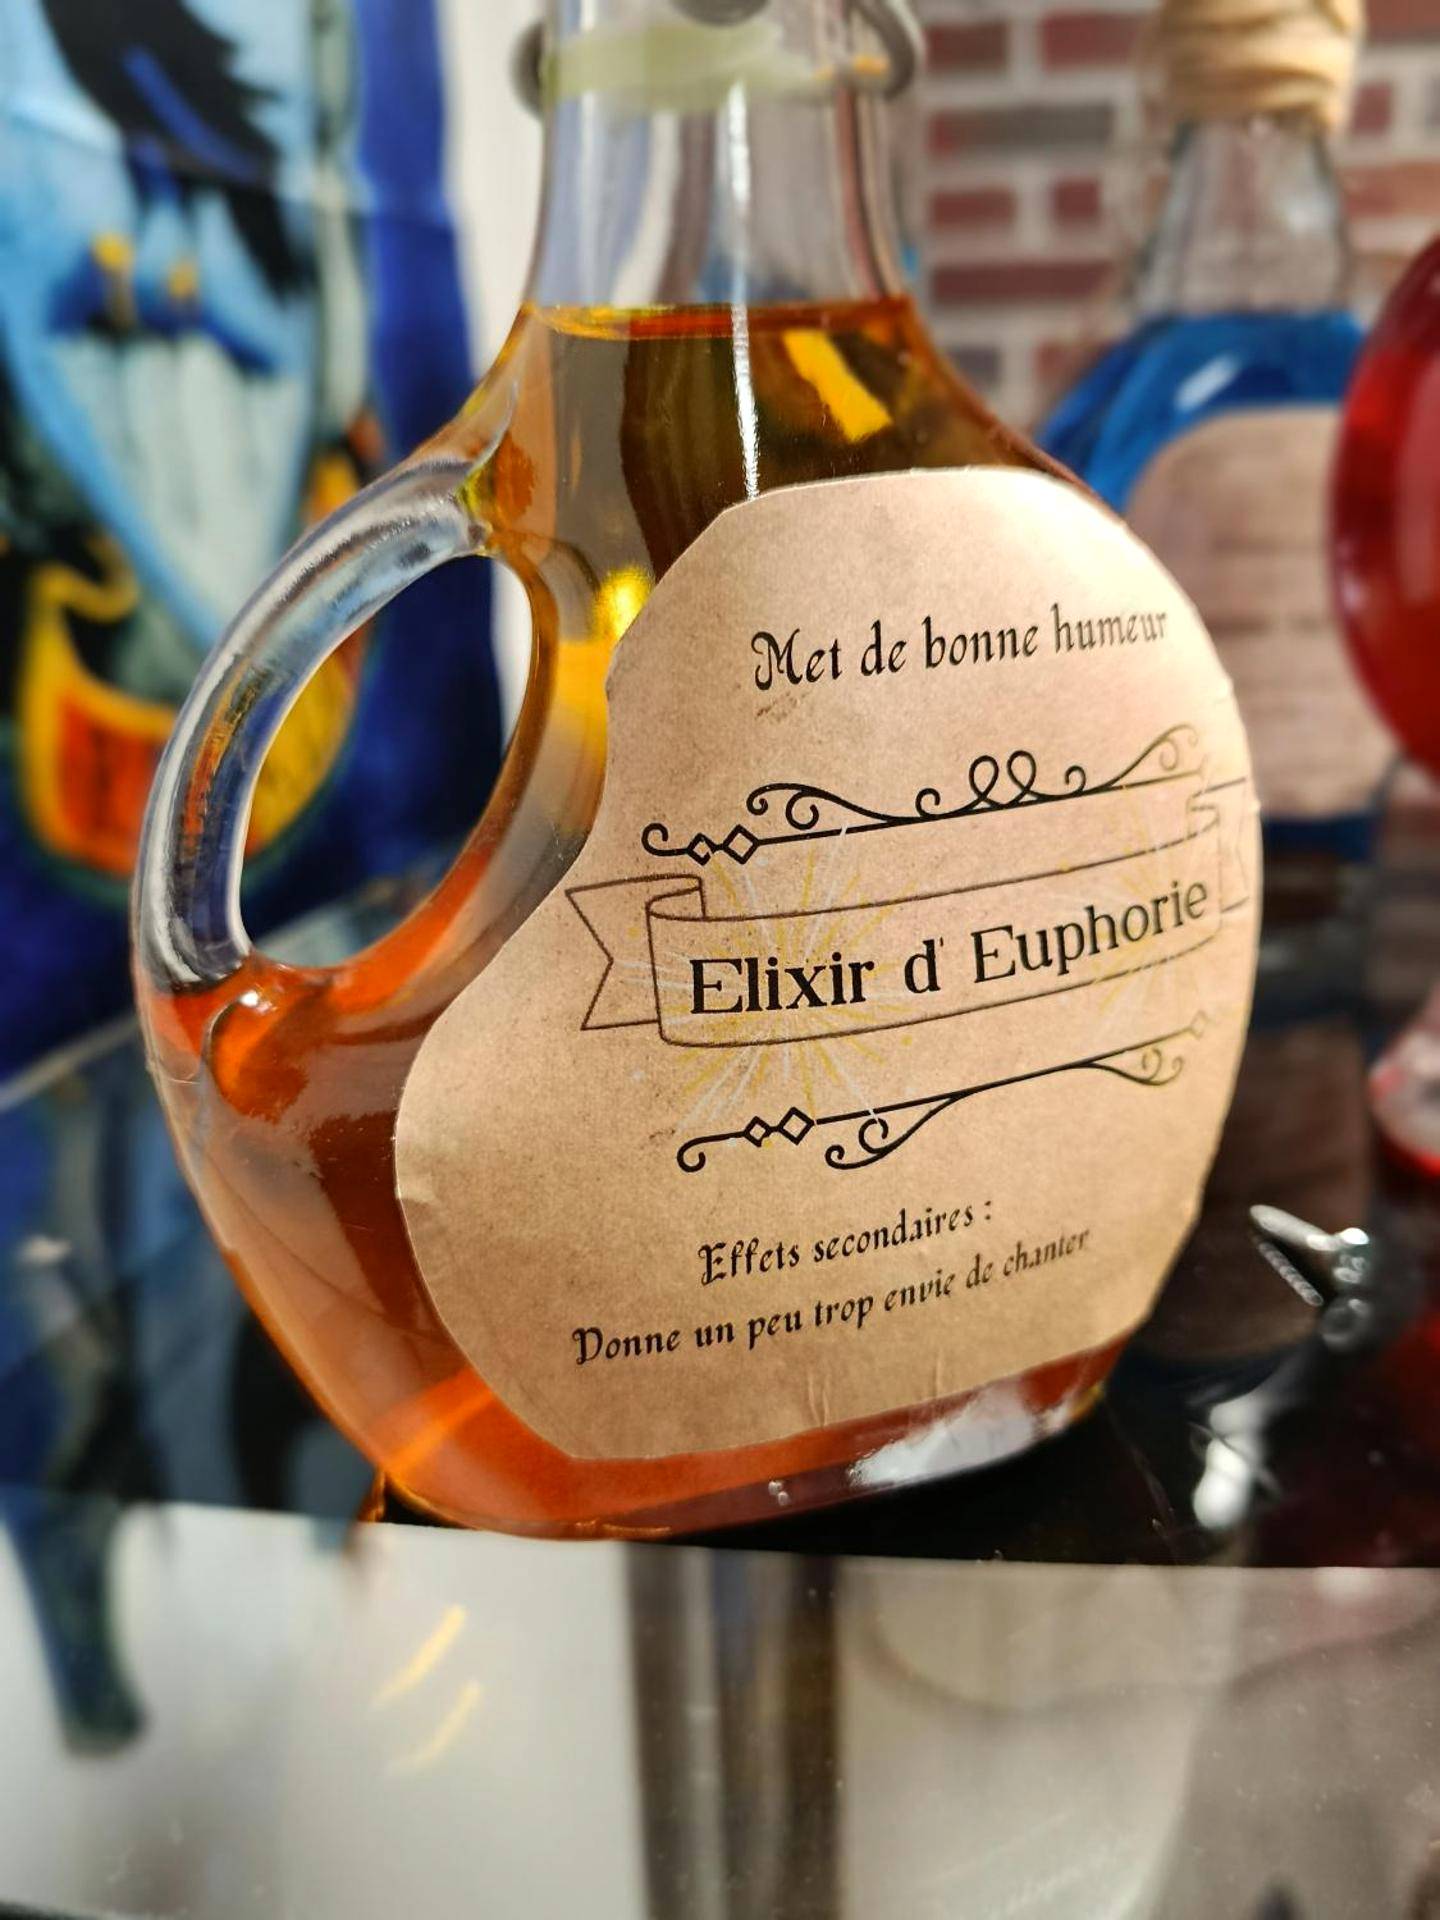 Met de bonne humeur
Elixir d' Euphorie
Effets secondaires :
Donne un peu trop envie de chanter